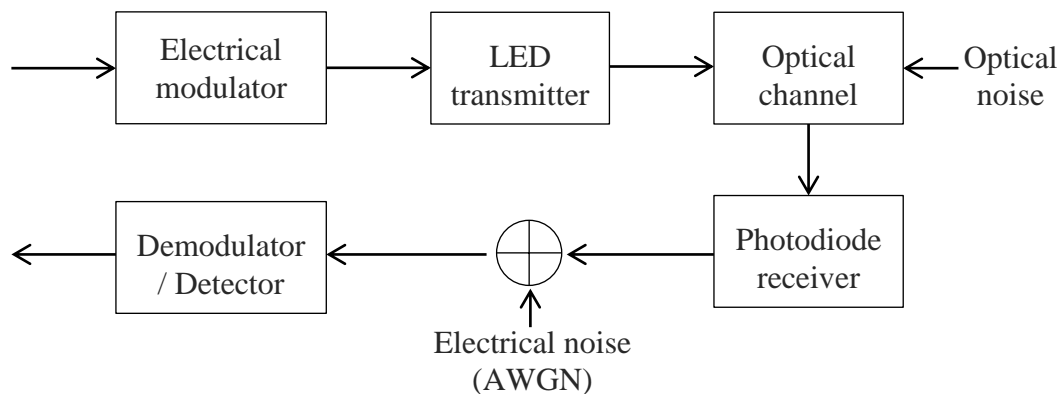 Electrical
modulator
LED
transmitter
Optical
channel
Optical
noise
Demodulator
/ Detector
Photodiode
receiver
Electrical noise
(AWGN)